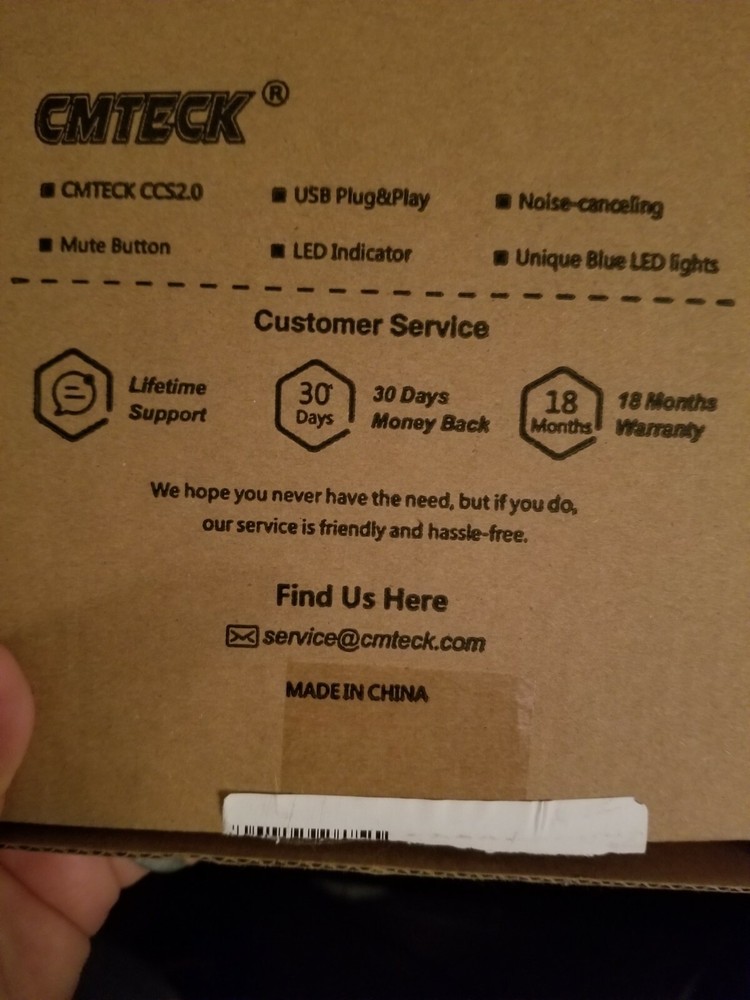 CMTECK ®
■ CMTECK CCS2.0 ■ USB Plug&Play ■ Noise-canceling
■ Mute Button ■ LED Indicator ■ Unique Blue LED lights
Customer Service
Lifetime
Support
30
Days
30 Days
Money Back
18
Months
18 Months
Warranty
We hope you never have the need, but if you do,
our service is friendly and hassle-free.
Find Us Here
service@cmteck.com
MADE IN CHINA